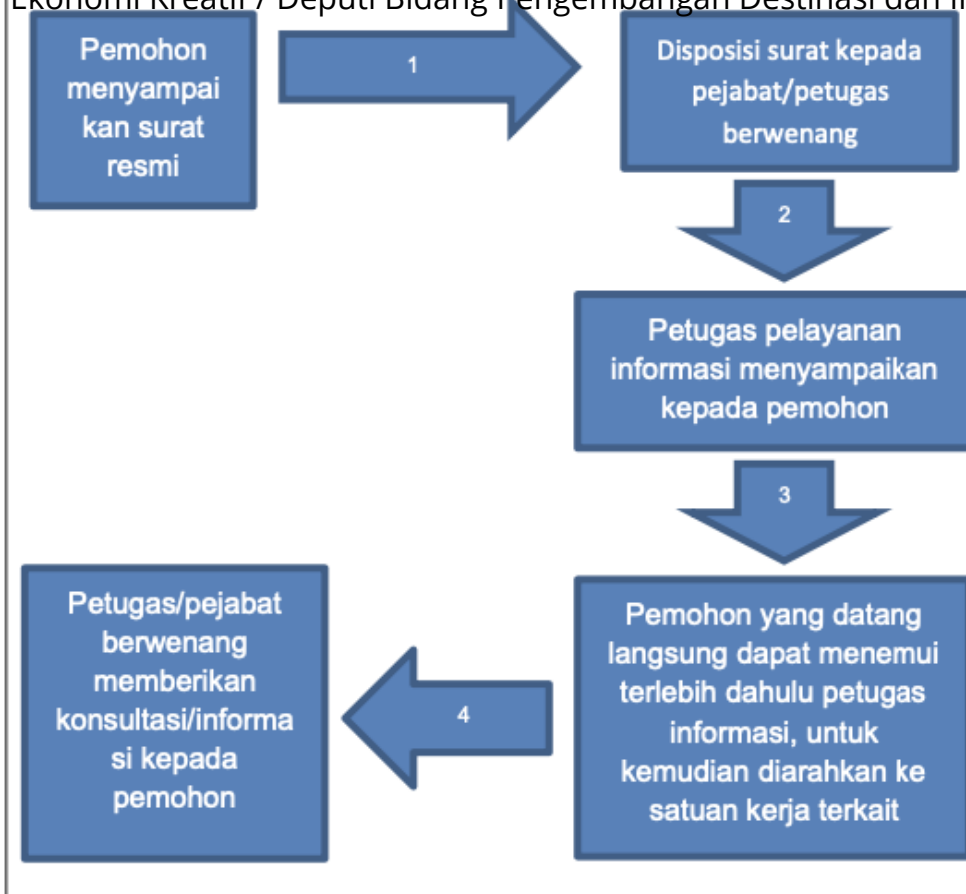 Ekonomi Kreatif / Deputi Bidang Pengembangan Destinasi dan
Pemohon
menyampai
kan surat
resmi
1
Disposisi surat kepada
pejabat/petugas
berwenang
2
Petugas pelayanan
informasi menyampaikan
kepada pemohon
3
Pemohon yang datang
langsung dapat menemui
terlebih dahulu petugas
informasi, untuk
kemudian diarahkan ke
satuan kerja terkait
4
Petugas/pejabat
berwenang
memberikan
konsultasi/informa
si kepada
pemohon